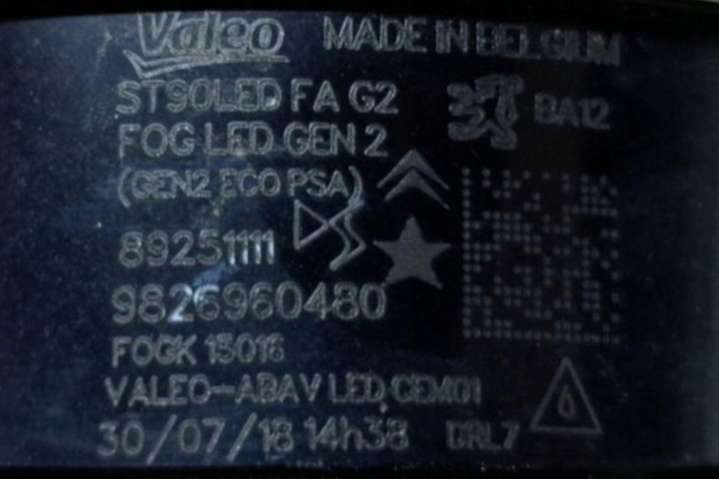 Valeo MADE IN BELGIUM
ST90LED FA G2
BA12
FOG LED GEN 2
(GEN2 ECO PSA)
DS
89251111
9826960480
FOGK 15016
VALEO-ABAV LED CEM01
30/07/18 14h38 DRL7